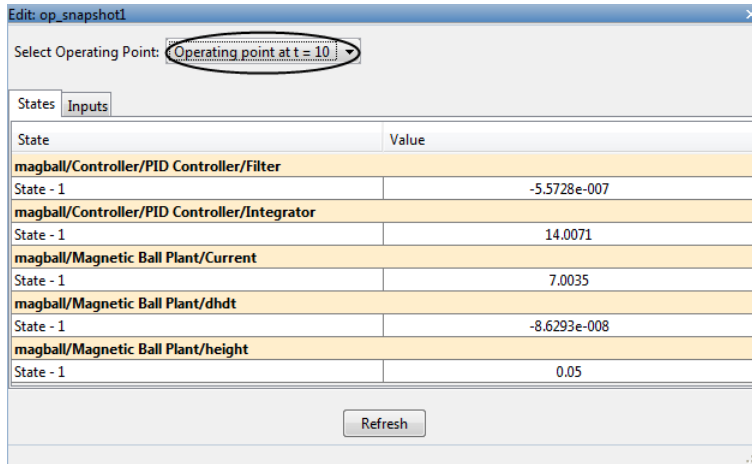 Edit: op_snapshot1
Select Operating Point: Operating point at t = 10
States Inputs
State Value
magball/Controller/PID Controller/Filter
State - 1 -5.5728e-007
magball/Controller/PID Controller/Integrator
State - 1 14.0071
magball/Magnetic Ball Plant/Current
State - 1 7.0035
magball/Magnetic Ball Plant/dhdt
State - 1 -8.6293e-008
magball/Magnetic Ball Plant/height
State - 1 0.05
Refresh